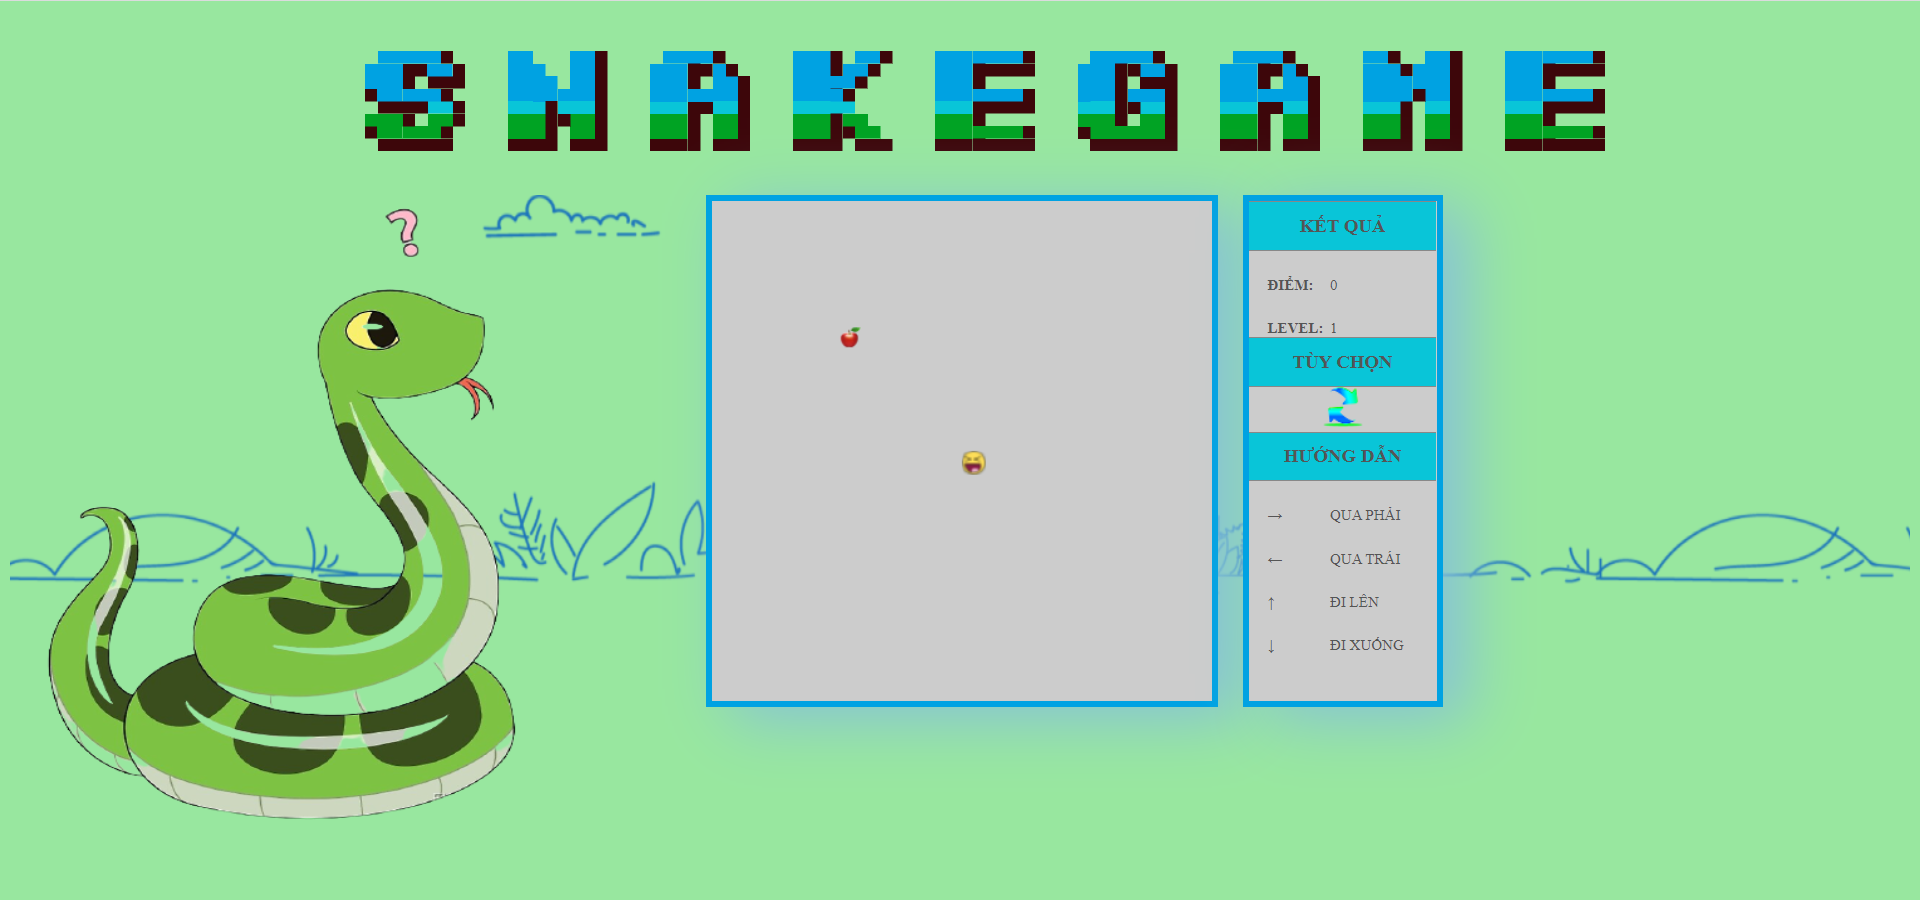 SNAKEGAME
?
KẾT QUẢ
ĐIỂM: 0
LEVEL: 1
TÙY CHỌN
HƯỚNG DẪN
→ QUA PHẢI
← QUA TRÁI
↑ ĐI LÊN
↓ ĐI XUỐNG